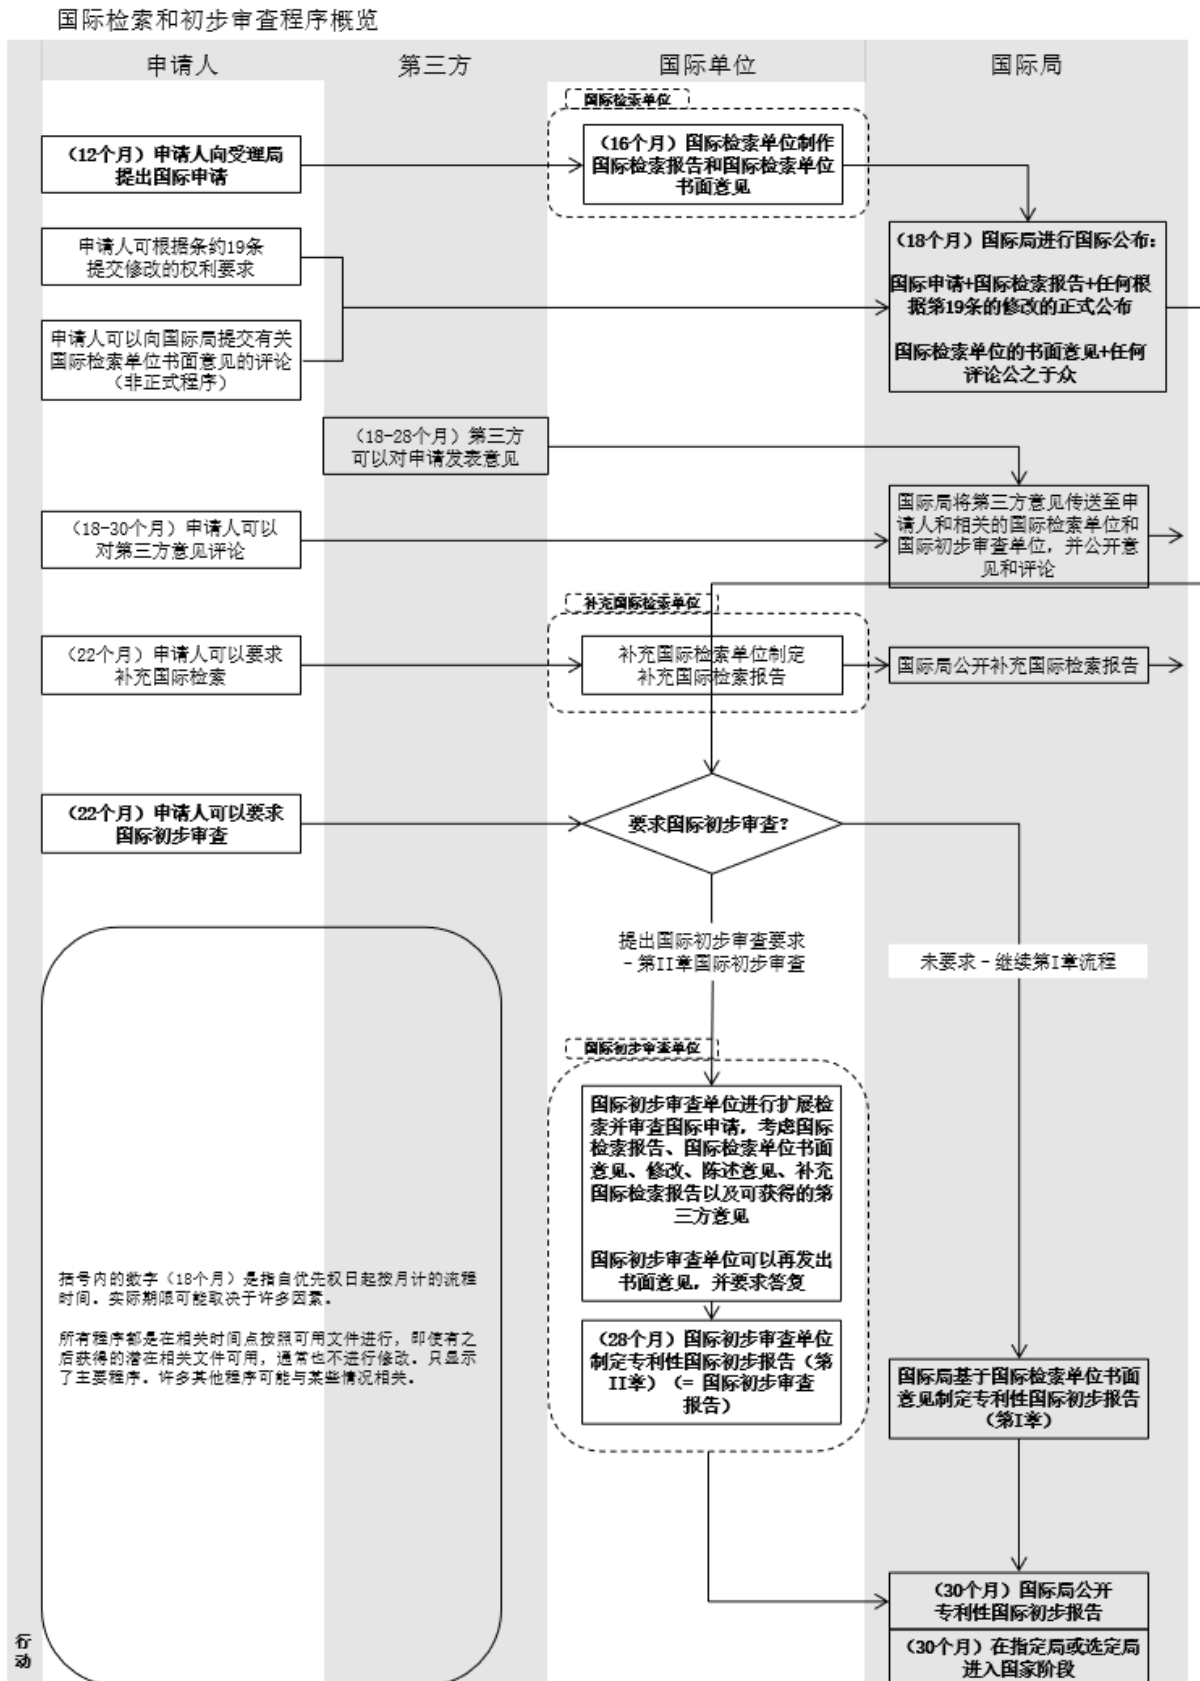 国际检索和初步审查程序概览
申请人
第三方
国际单位
国际局
国际检索单位
（12个月）申请人向受理局
提出国际申请
（16个月）国际检索单位制作
国际检索报告和国际检索单位
书面意见
申请人可根据条约19条
提交修改的权利要求
（18个月）国际局进行国际公布：
国际申请+国际检索报告+任何根
据第19条的修改的正式公布
国际检索单位的书面意见+任何
评论公之于众
申请人可以向国际局提交有关
国际检索单位书面意见的评论
（非正式程序）
（18-28个月）第三方
可以对申请发表意见
（18-30个月）申请人可以
对第三方意见评论
国际局将第三方意见传送至申
请人和相关的国际检索单位和
国际初步审查单位，并公开意
见和评论
补充国际检索单位
（22个月）申请人可以要求
补充国际检索
补充国际检索单位制定
补充国际检索报告
国际局公开补充国际检索报告
（22个月）申请人可以要求
国际初步审查
要求国际初步审查？
提出国际初步审查要求
- 第II章国际初步审查
未要求 - 继续第I章流程
国际初步审查单位
国际初步审查单位进行扩展检
索并审查国际申请，考虑国际
检索报告、国际检索单位书面
意见、修改、陈述意见、补充
国际检索报告以及可获得的第
三方意见
国际初步审查单位可以再发出
书面意见，并要求答复
（28个月）国际初步审查单位
制定专利性国际初步报告（第
II章）（= 国际初步审查
报告）
括号内的数字（18个月）是指自优先权日起按月计的流程
时间。实际期限可能取决于许多因素。
所有程序都是在相关时间点按照可用文件进行，即使有之
后获得的潜在相关文件可用，通常也不进行修改。只显示
了主要程序。许多其他程序可能与某些情况相关。
国际局基于国际检索单位书面
意见制定专利性国际初步报告
（第I章）
（30个月）国际局公开
专利性国际初步报告
（30个月）在指定局或选定局
进入国家阶段
行
动